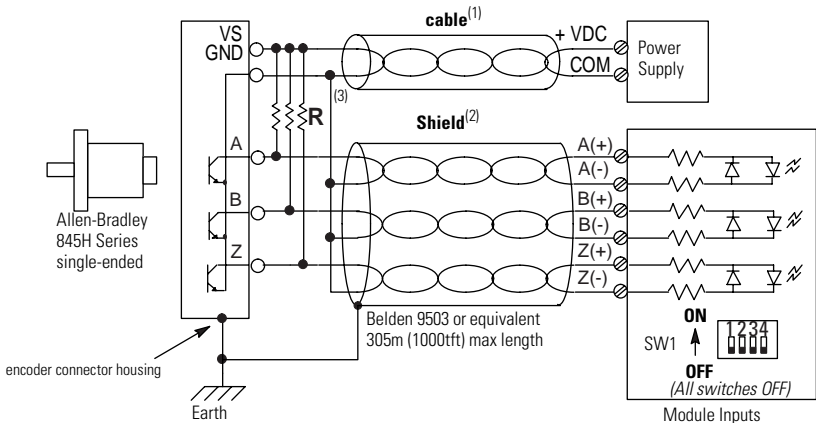 cable(1)
VS
GND
+ VDC
COM
Power
Supply
(3)
R
Shield(2)
A
B
Z
A(+)
A(-)
B(+)
B(-)
Z(+)
Z(-)
Allen-Bradley
845H Series
single-ended
Belden 9503 or equivalent
305m (1000tft) max length
ON
1234
SW1
OFF
(All switches OFF)
encoder connector housing
Earth
Module Inputs